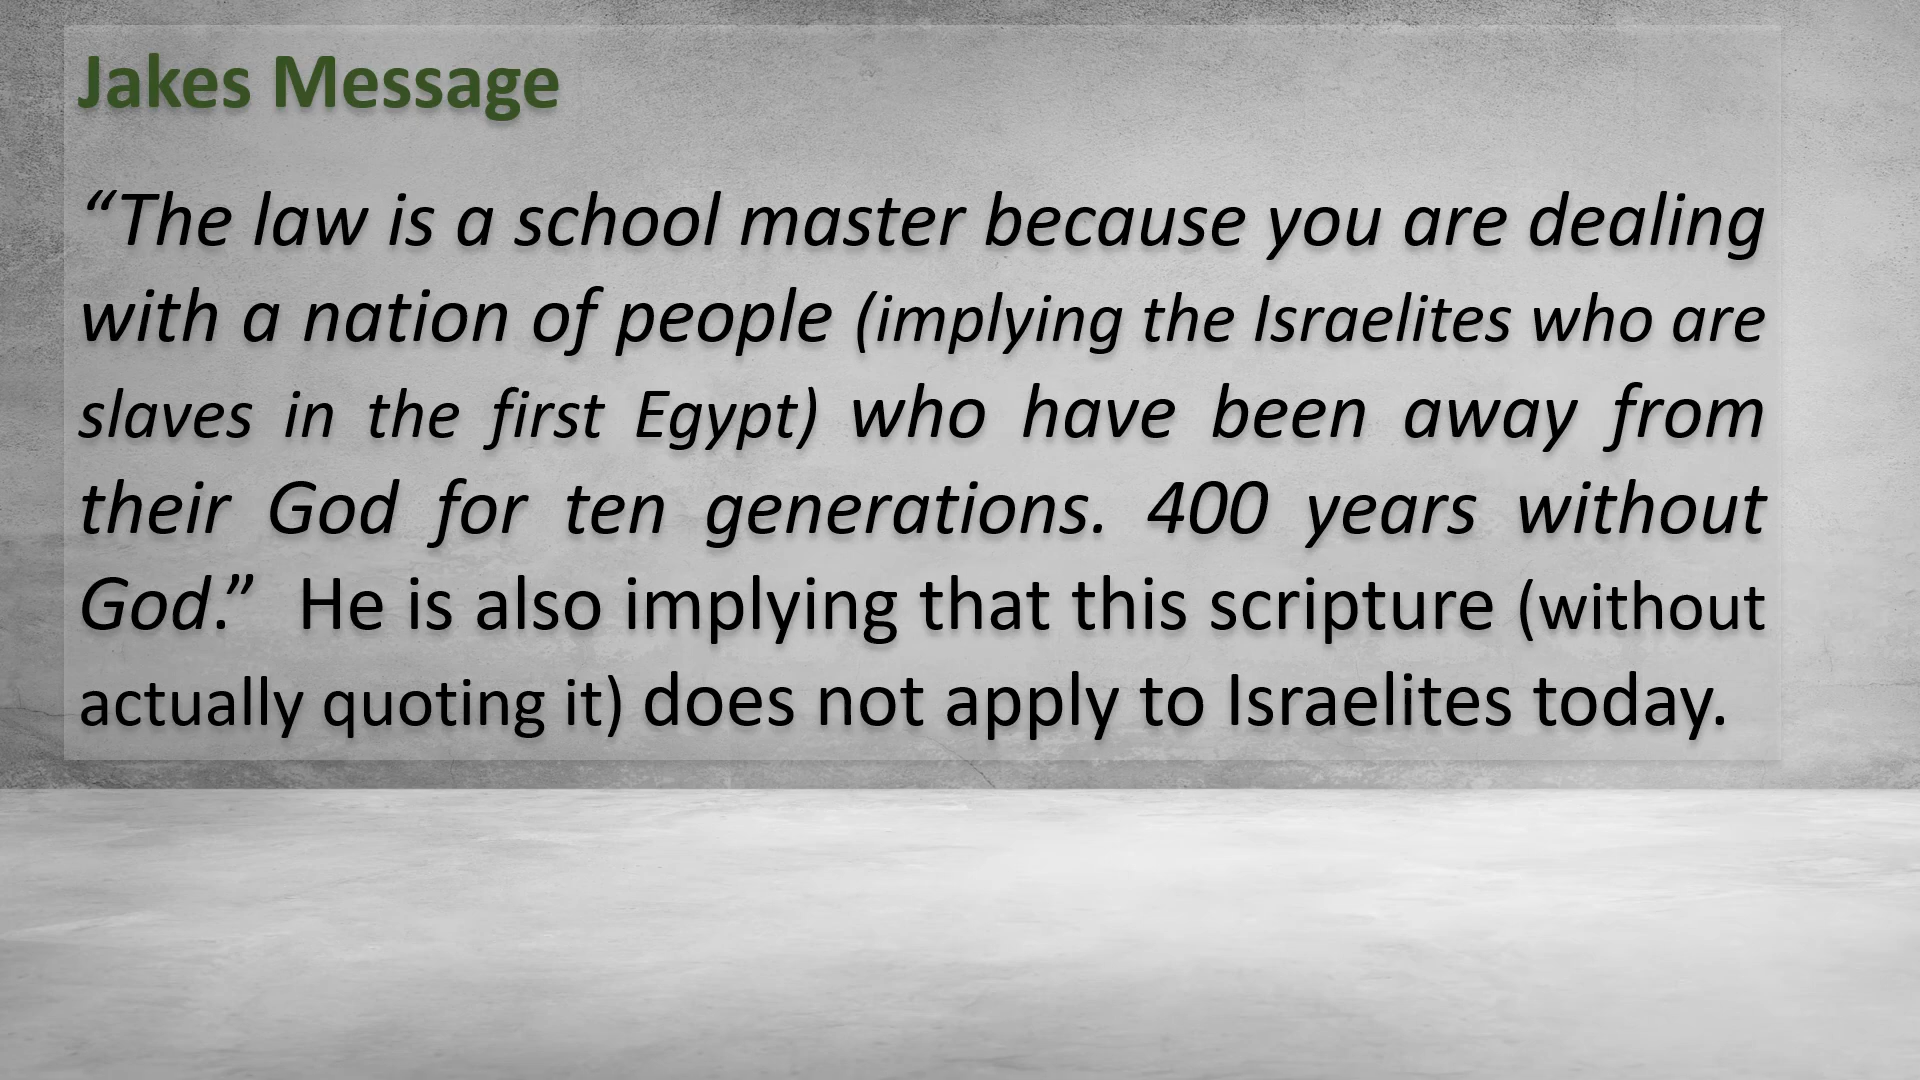 Jakes Message
“The law is a school master because you are dealing
with a nation of people (implying the Israelites who are
slaves in the first Egypt) who have been away from
their God for ten generations. 400 years without
God.”  He is also implying that this scripture (without
actually quoting it) does not apply to Israelites today.